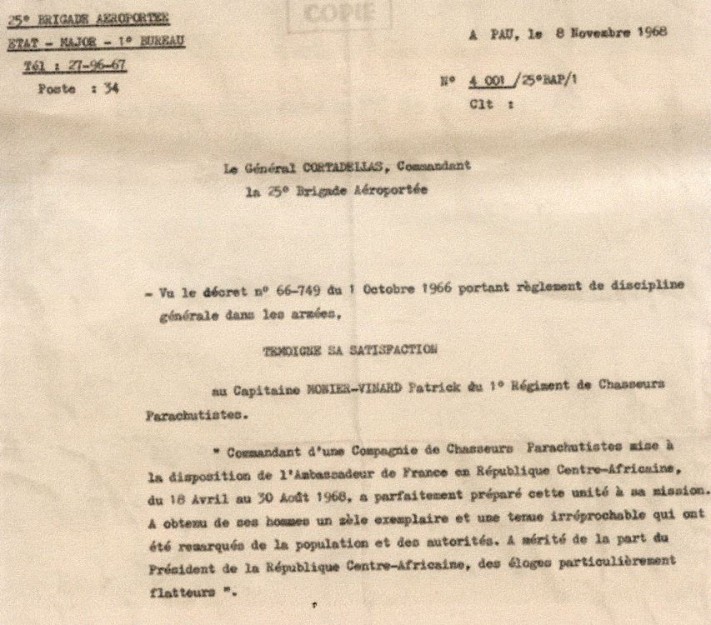 COPIE
25° BRIGADE AEROPORTEE
ETAT - MAJOR - 1° BUREAU
Tél : 27-96-67
Poste : 34
A PAU, le 8 Novembre 1968
N° 4 001 /25°BAP/1
Clt :
Le Général CORTADELLAS, Commandant
la 25° Brigade Aéroportée
- Vu le décret n° 66-749 du 1 Octobre 1966 portant règlement de discipline
générale dans les armées,
TEMOIGNE SA SATISFACTION
au Capitaine MONIER-VINARD Patrick du 1° Régiment de Chasseurs
Parachutistes.
" Commandant d'une Compagnie de Chasseurs Parachutistes mise à
la disposition de l'Ambassadeur de France en République Centre-Africaine,
du 18 Avril au 30 Août 1968, a parfaitement préparé cette unité à sa mission.
A obtenu de ses hommes un zèle exemplaire et une tenue irréprochable qui ont
été remarqués de la population et des autorités. A mérité de la part du
Président de la République Centre-Africaine, des éloges particulièrement
flatteurs ".